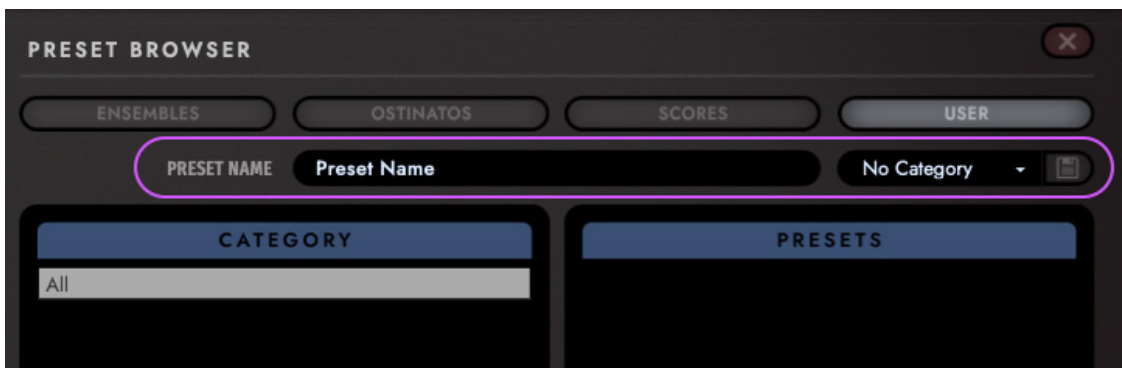 PRESET BROWSER
ENSEMBLES OSTINATOS SCORES USER
PRESET NAME Preset Name No Category
CATEGORY PRESETS
All